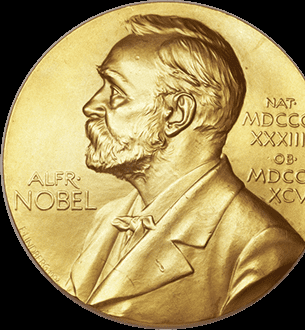 ALFR·
NOBEL
NAT·
MDCCC
XXXIII
OB·
MDCC
XCV